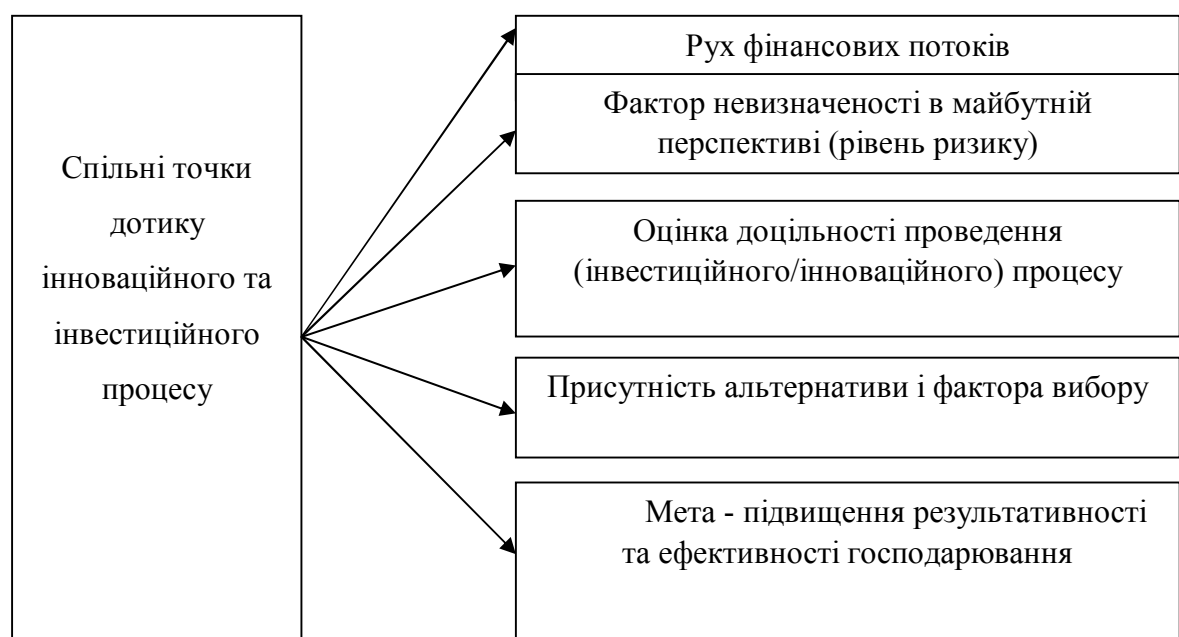 Спільні точки
дотику
інноваційного та
інвестиційного
процесу
Рух фінансових потоків
Фактор невизначеності в майбутній
перспективі (рівень ризику)
Оцінка доцільності проведення
(інвестиційного/інноваційного) процесу
Присутність альтернативи і фактора вибору
Мета - підвищення результативності
та ефективності господарювання